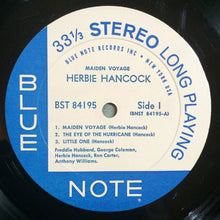 33 1/3 STEREO LONG PLAYING
BLUE NOTE RECORDS INC • NEW YORK USA
MAIDEN VOYAGE
HERBIE HANCOCK
BST 84195
Side 1
(BNST 84195-A)
1. MAIDEN VOYAGE (Herbie Hancock)
2. THE EYE OF THE HURRICANE (Hancock)
3. LITTLE ONE (Hancock)
Freddie Hubbard, George Coleman,
Herbie Hancock, Ron Carter,
Anthony Williams.
BLUE
NOTE